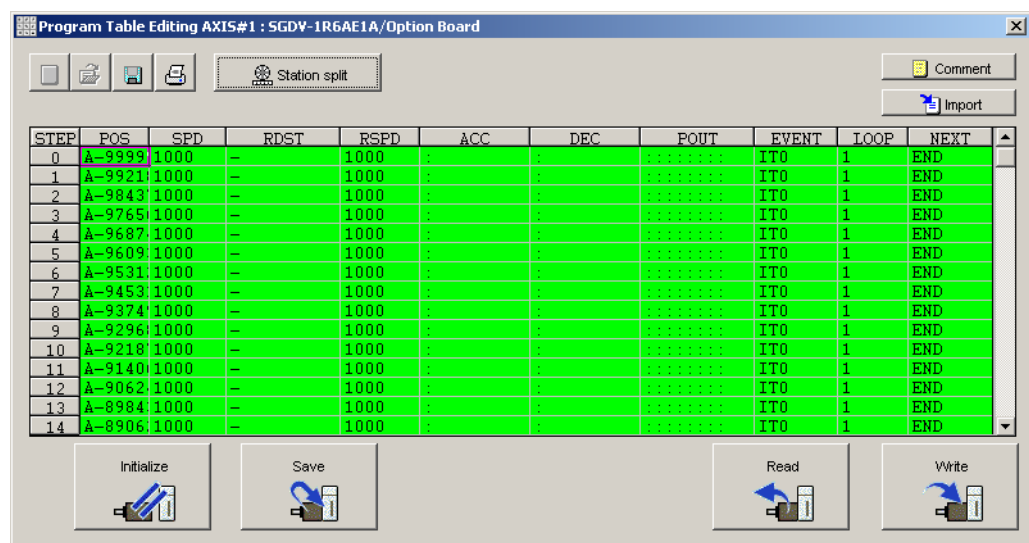 Program Table Editing AXIS#1 : SGDV-1R6AE1A/Option Board
Station split
Comment
Import
STEP POS SPD RDST RSPD ACC DEC POUT EVENT LOOP NEXT
0 A-9999 1000 - 1000 : : : : : : : : : : IT0 1 END
1 A-9921 1000 - 1000 : : : : : : : : : : IT0 1 END
2 A-9843 1000 - 1000 : : : : : : : : : : IT0 1 END
3 A-9765 1000 - 1000 : : : : : : : : : : IT0 1 END
4 A-9687 1000 - 1000 : : : : : : : : : : IT0 1 END
5 A-9609 1000 - 1000 : : : : : : : : : : IT0 1 END
6 A-9531 1000 - 1000 : : : : : : : : : : IT0 1 END
7 A-9453 1000 - 1000 : : : : : : : : : : IT0 1 END
8 A-9374 1000 - 1000 : : : : : : : : : : IT0 1 END
9 A-9296 1000 - 1000 : : : : : : : : : : IT0 1 END
10 A-9218 1000 - 1000 : : : : : : : : : : IT0 1 END
11 A-9140 1000 - 1000 : : : : : : : : : : IT0 1 END
12 A-9062 1000 - 1000 : : : : : : : : : : IT0 1 END
13 A-8984 1000 - 1000 : : : : : : : : : : IT0 1 END
14 A-8906 1000 - 1000 : : : : : : : : : : IT0 1 END
Initialize Save Read Write